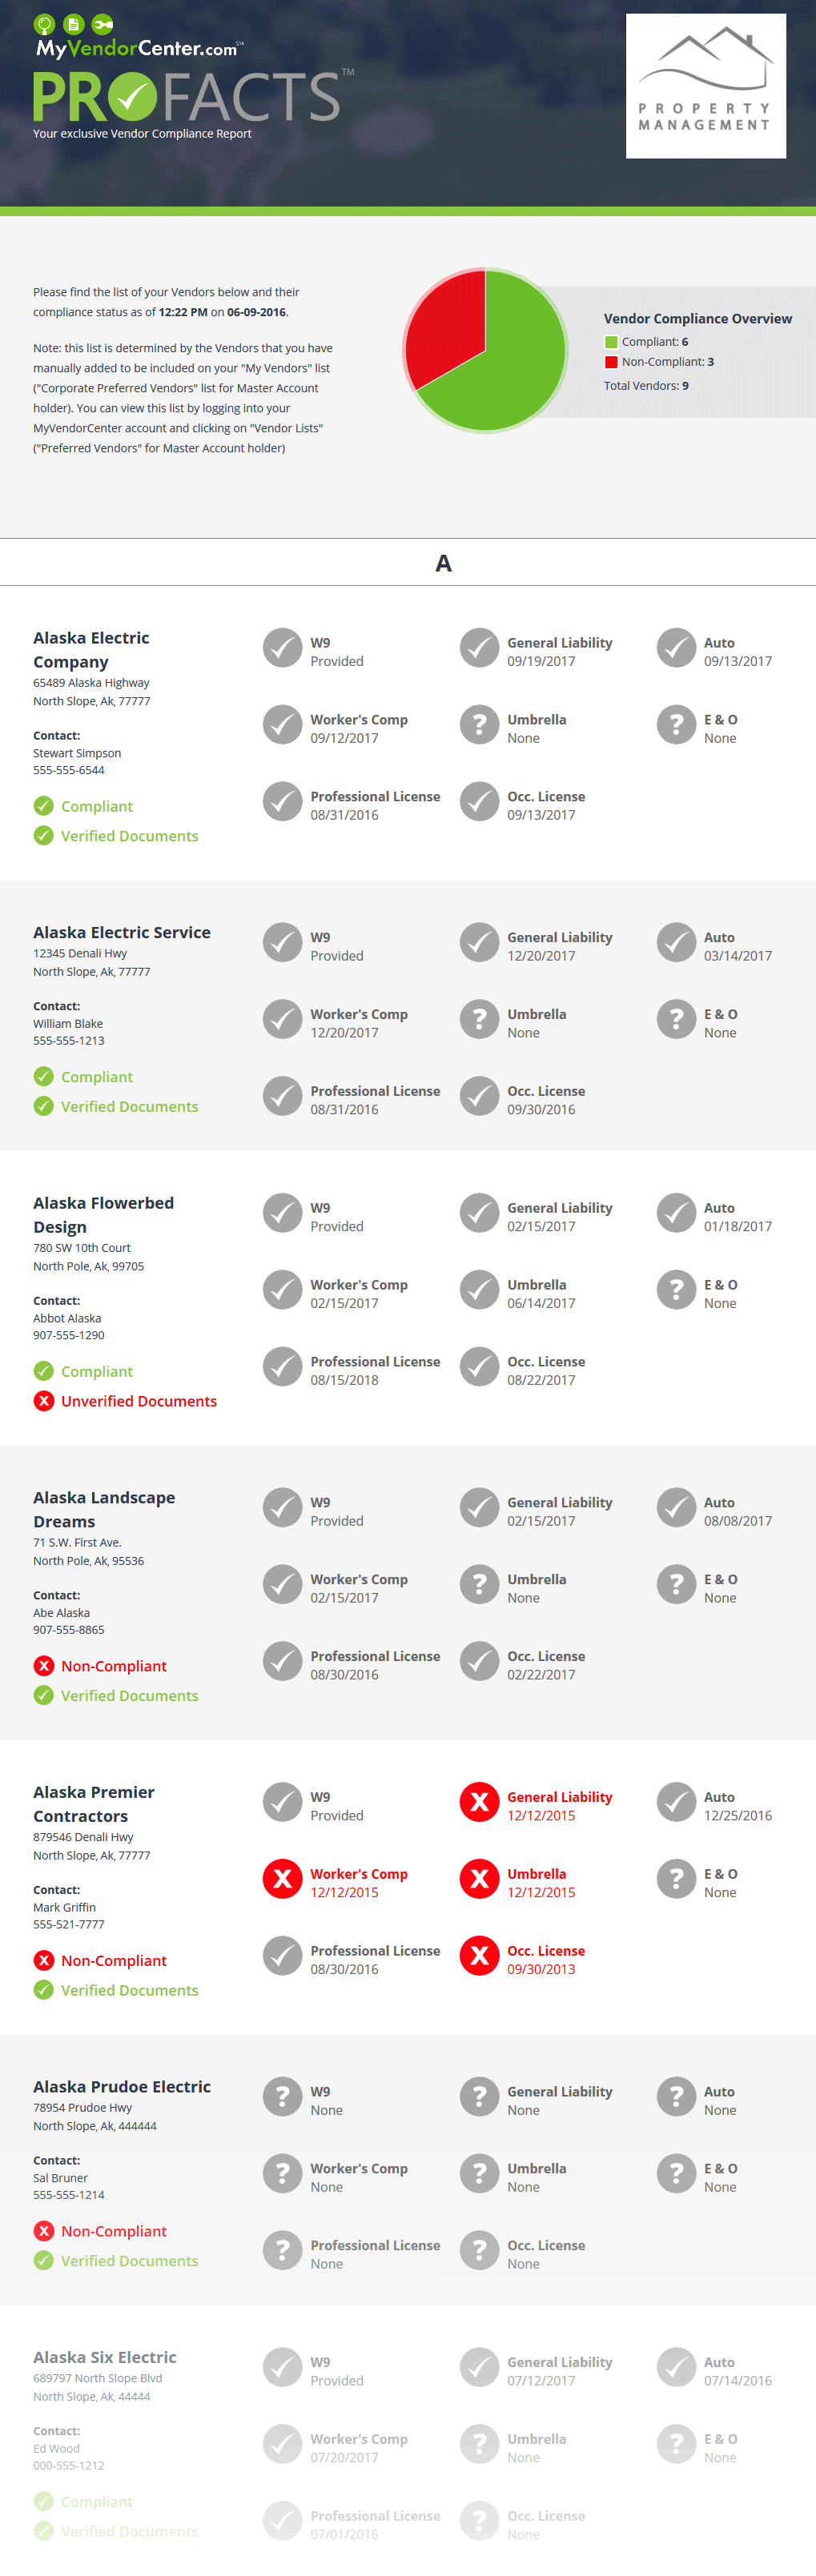 MyVendorCenter.com℠
PROFACTS™
Your exclusive Vendor Compliance Report
PROPERTY
MANAGEMENT
Please find the list of your Vendors below and their
compliance status as of 12:22 PM on 06-09-2016.
Note: this list is determined by the Vendors that you have
manually added to be included on your "My Vendors" list
("Corporate Preferred Vendors" list for Master Account
holder). You can view this list by logging into your
MyVendorCenter account and clicking on "Vendor Lists"
("Preferred Vendors" for Master Account holder)
Vendor Compliance Overview
Compliant: 6
Non-Compliant: 3
Total Vendors: 9
A
Alaska Electric
Company
65489 Alaska Highway
North Slope, Ak, 77777
Contact:
Stewart Simpson
555-555-6544
Compliant
Verified Documents
W9
Provided
General Liability
09/19/2017
Auto
09/13/2017
Worker's Comp
09/12/2017
Umbrella
None
E & O
None
Professional License
08/31/2016
Occ. License
09/13/2017
Alaska Electric Service
12345 Denali Hwy
North Slope, Ak, 77777
Contact:
William Blake
555-555-1213
Compliant
Verified Documents
W9
Provided
General Liability
12/20/2017
Auto
03/14/2017
Worker's Comp
12/20/2017
Umbrella
None
E & O
None
Professional License
08/31/2016
Occ. License
09/30/2016
Alaska Flowerbed
Design
780 SW 10th Court
North Pole, Ak, 99705
Contact:
Abbot Alaska
907-555-1290
Compliant
Unverified Documents
W9
Provided
General Liability
02/15/2017
Auto
01/18/2017
Worker's Comp
02/15/2017
Umbrella
06/14/2017
E & O
None
Professional License
08/15/2018
Occ. License
08/22/2017
Alaska Landscape
Dreams
71 S.W. First Ave.
North Pole, Ak, 95536
Contact:
Abe Alaska
907-555-8865
Non-Compliant
Verified Documents
W9
Provided
General Liability
02/15/2017
Auto
08/08/2017
Worker's Comp
02/15/2017
Umbrella
None
E & O
None
Professional License
08/30/2016
Occ. License
02/22/2017
Alaska Premier
Contractors
879546 Denali Hwy
North Slope, Ak, 77777
Contact:
Mark Griffin
555-521-7777
Non-Compliant
Verified Documents
W9
Provided
General Liability
12/12/2015
Auto
12/25/2016
Worker's Comp
12/12/2015
Umbrella
12/12/2015
E & O
None
Professional License
08/30/2016
Occ. License
09/30/2013
Alaska Prudoe Electric
78954 Prudoe Hwy
North Slope, Ak, 444444
Contact:
Sal Bruner
555-555-1214
Non-Compliant
Verified Documents
W9
None
General Liability
None
Auto
None
Worker's Comp
None
Umbrella
None
E & O
None
Professional License
None
Occ. License
None
Alaska Six Electric
689797 North Slope Blvd
North Slope, Ak, 44444
Contact:
Ed Wood
000-555-1212
Compliant
Verified Documents
W9
Provided
General Liability
07/12/2017
Auto
07/14/2016
Worker's Comp
07/20/2017
Umbrella
None
E & O
None
Professional License
07/01/2016
Occ. License
None